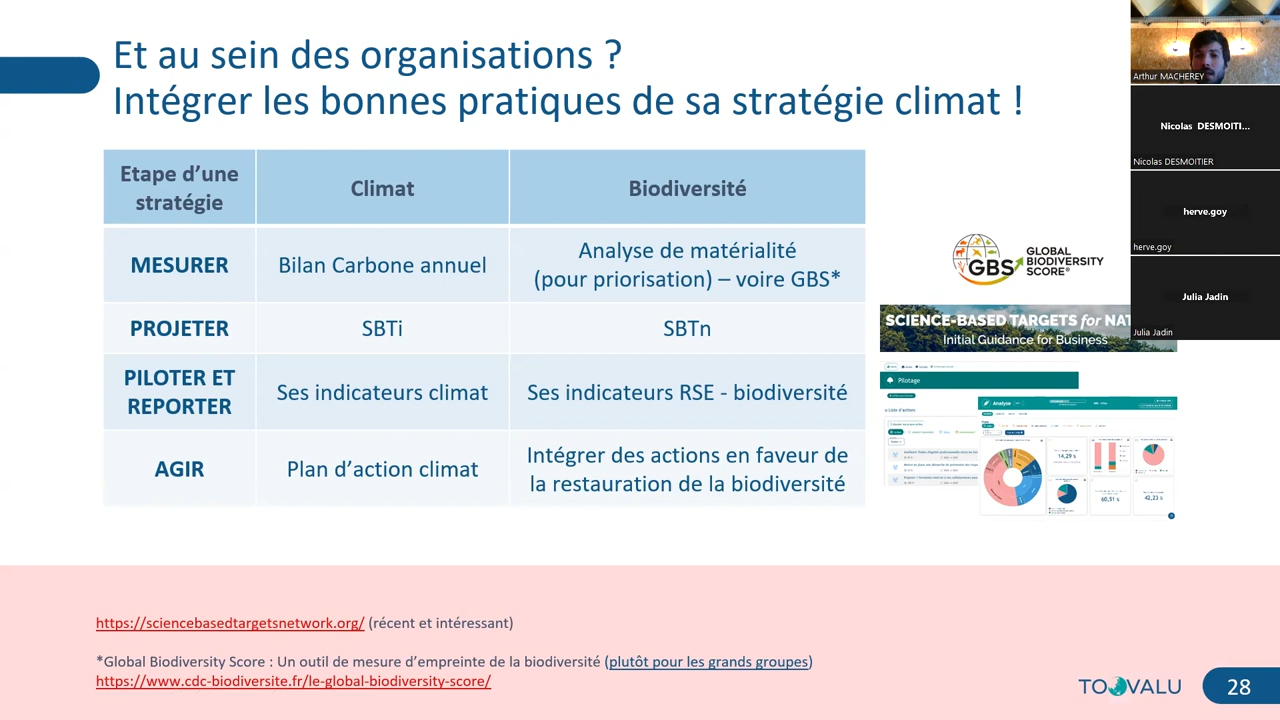 Et au sein des organisations ?
Intégrer les bonnes pratiques de sa stratégie climat !
Etape d’une
stratégie
Climat
Biodiversité
MESURER
Bilan Carbone annuel
Analyse de matérialité
(pour priorisation) – voire GBS*
PROJETER
SBTi
SBTn
PILOTER ET
REPORTER
Ses indicateurs climat
Ses indicateurs RSE - biodiversité
AGIR
Plan d’action climat
Intégrer des actions en faveur de
la restauration de la biodiversité
GBS
GLOBAL
BIODIVERSITY
SCORE®
SCIENCE-BASED TARGETS for NAT
Initial Guidance for Business
Pilotage
Liste d'actions
Analyse
14,29 %
60,51 %
42,23 %
Arthur MACHEREY
Nicolas DESMOITI...
Nicolas DESMOITIER
herve.goy
herve.goy
Julia Jadin
Julia Jadin
https://sciencebasedtargetsnetwork.org/ (récent et intéressant)
*Global Biodiversity Score : Un outil de mesure d’empreinte de la biodiversité (plutôt pour les grands groupes)
https://www.cdc-biodiversite.fr/le-global-biodiversity-score/
TOOVALU
28